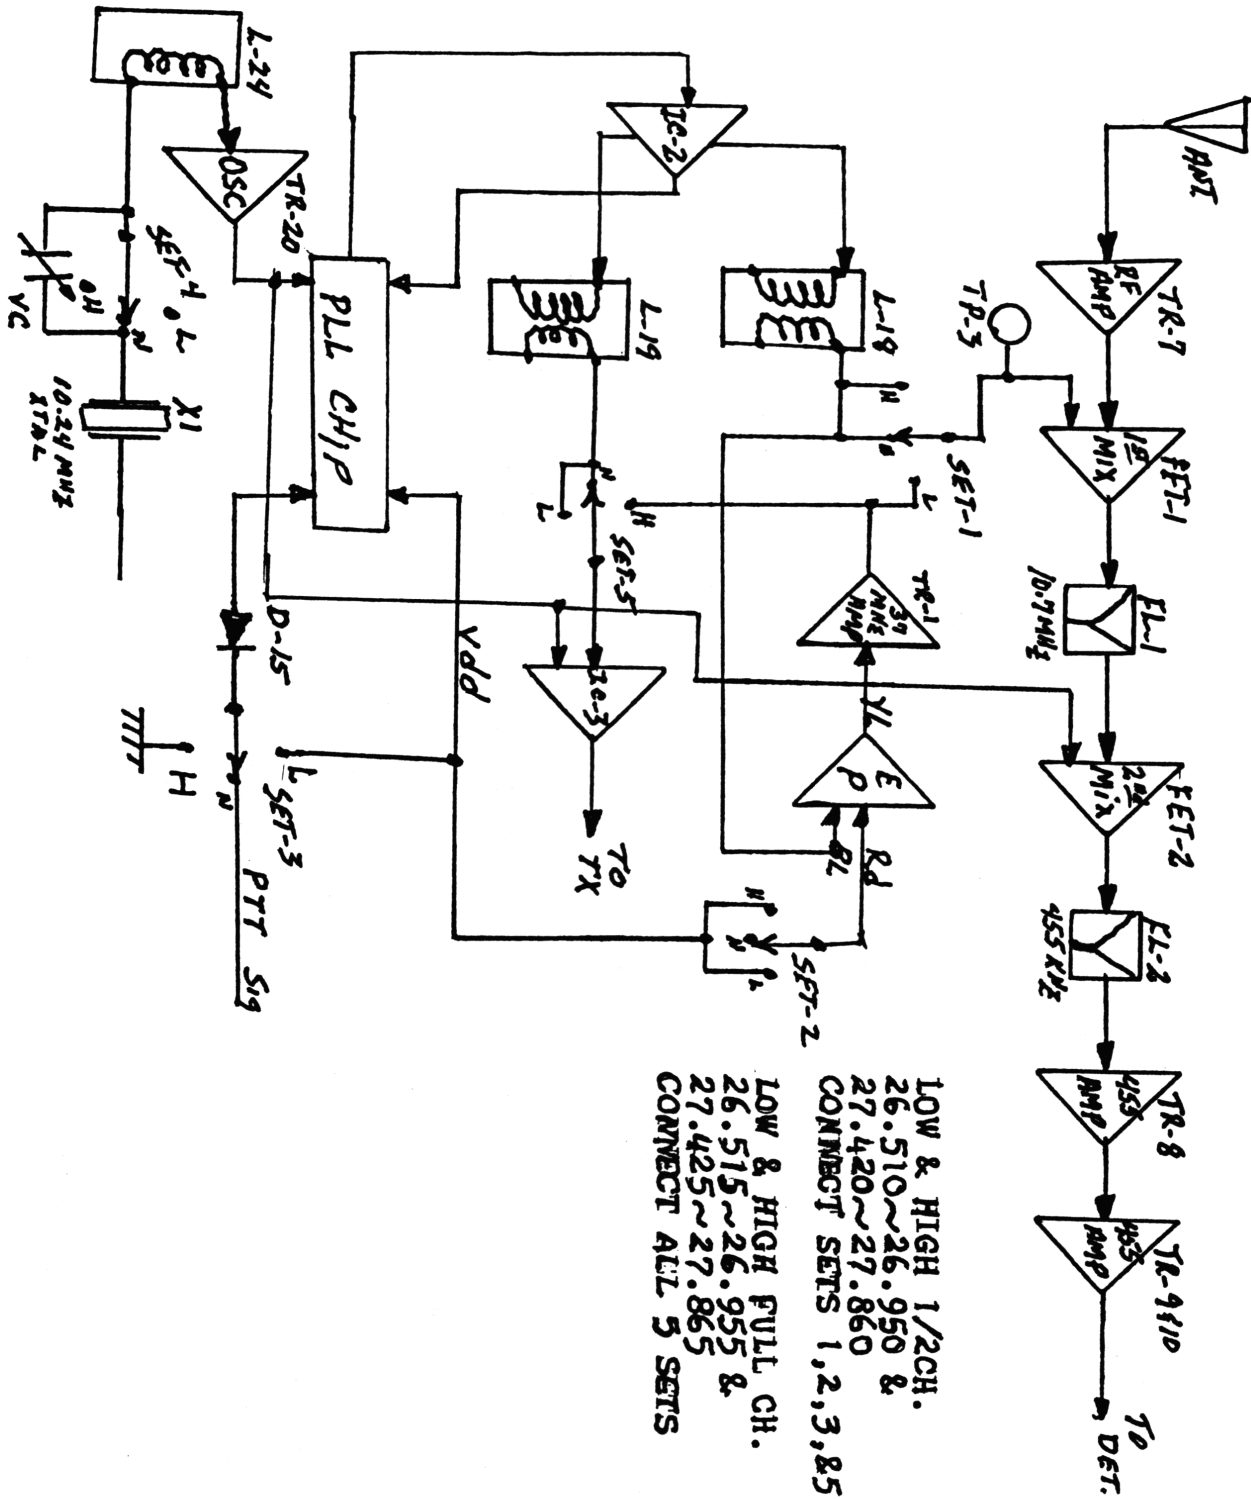 ANT
TR-7
RF
AMP
FET-1
1st
MIX
FL-1
10.7MHZ
FET-2
2nd
Mix
FL-2
455KHZ
TR-8
455
AMP
TR-9&10
455
AMP
TO
DET.
TP-3
SET-1
L-18
H
L
TR-1
37
MHZ
AMP
YL
E
P
BL
Rd
SET-2
H
N
L
IC-2
L-19
N
L
H
SET-5
IC-3
TO
TX
PLL CHIP
Vdd
L-24
OSC
TR-20
SET-4
L
H
N
VC
X1
10.24MHZ
XTAL
D-15
L
SET-3
N
H
PTT Sig
LOW & HIGH 1/2CH.
26.510~26.950 &
27.420~27.860
CONNECT SETS 1,2,3,&5
LOW & HIGH FULL CH.
26.515~26.955 &
27.425~27.865
CONNECT ALL 5 SETS